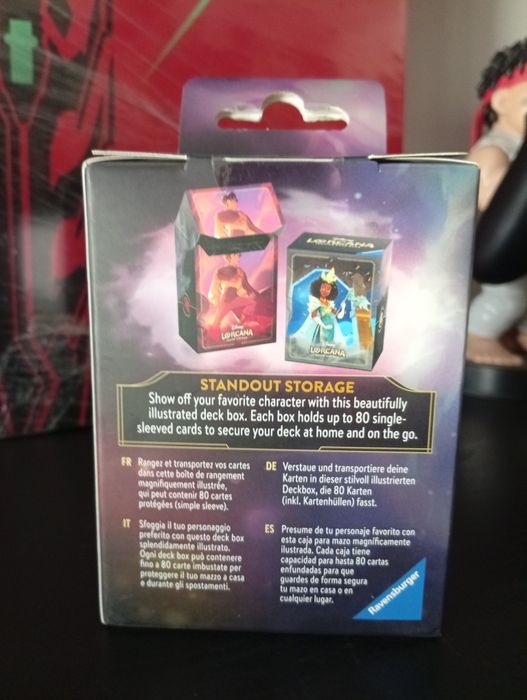 Disney
LORCANA
LORCANA
Disney
LORCANA
STANDOUT STORAGE
Show off your favorite character with this beautifully
illustrated deck box. Each box holds up to 80 single-
sleeved cards to secure your deck at home and on the go.
FR Rangez et transportez vos cartes
dans cette boîte de rangement
magnifiquement illustrée,
qui peut contenir 80 cartes
protégées (simple sleeve).
DE Verstaue und transportiere deine
Karten in dieser stilvoll illustrierten
Deckbox, die 80 Karten
(inkl. Kartenhüllen) fasst.
IT Sfoggia il tuo personaggio
preferito con questo deck box
splendidamente illustrato.
Ogni deck box può contenere
fino a 80 carte imbustate per
proteggere il tuo mazzo a casa
e durante gli spostamenti.
ES Presume de tu personaje favorito con
esta caja para mazo magníficamente
ilustrada. Cada caja tiene
capacidad para hasta 80 cartas
enfundadas para que
guardes de forma segura
tu mazo en casa o en
cualquier lugar.
Ravensburger